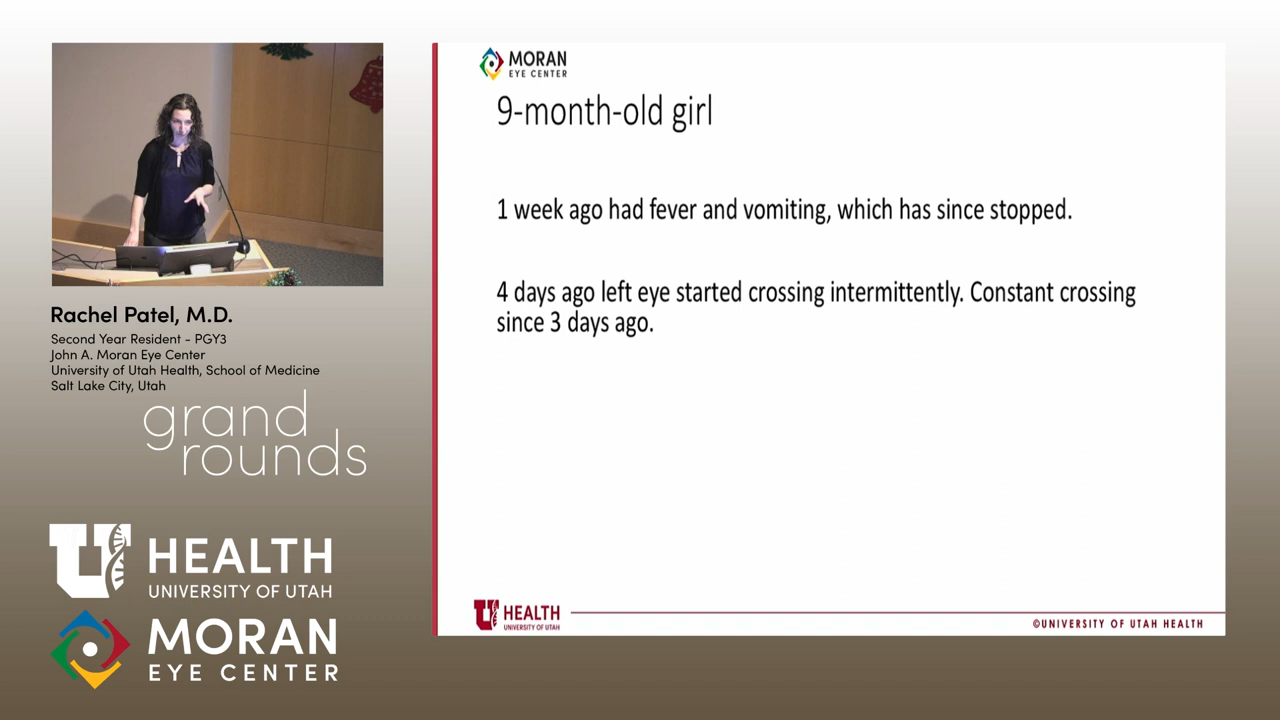 Rachel Patel, M.D.
Second Year Resident - PGY3
John A. Moran Eye Center
University of Utah Health, School of Medicine
Salt Lake City, Utah
grand
rounds
U HEALTH
UNIVERSITY OF UTAH
MORAN
EYE CENTER
MORAN
EYE CENTER
9-month-old girl
1 week ago had fever and vomiting, which has since stopped.
4 days ago left eye started crossing intermittently. Constant crossing
since 3 days ago.
U HEALTH
UNIVERSITY OF UTAH
©UNIVERSITY OF UTAH HEALTH